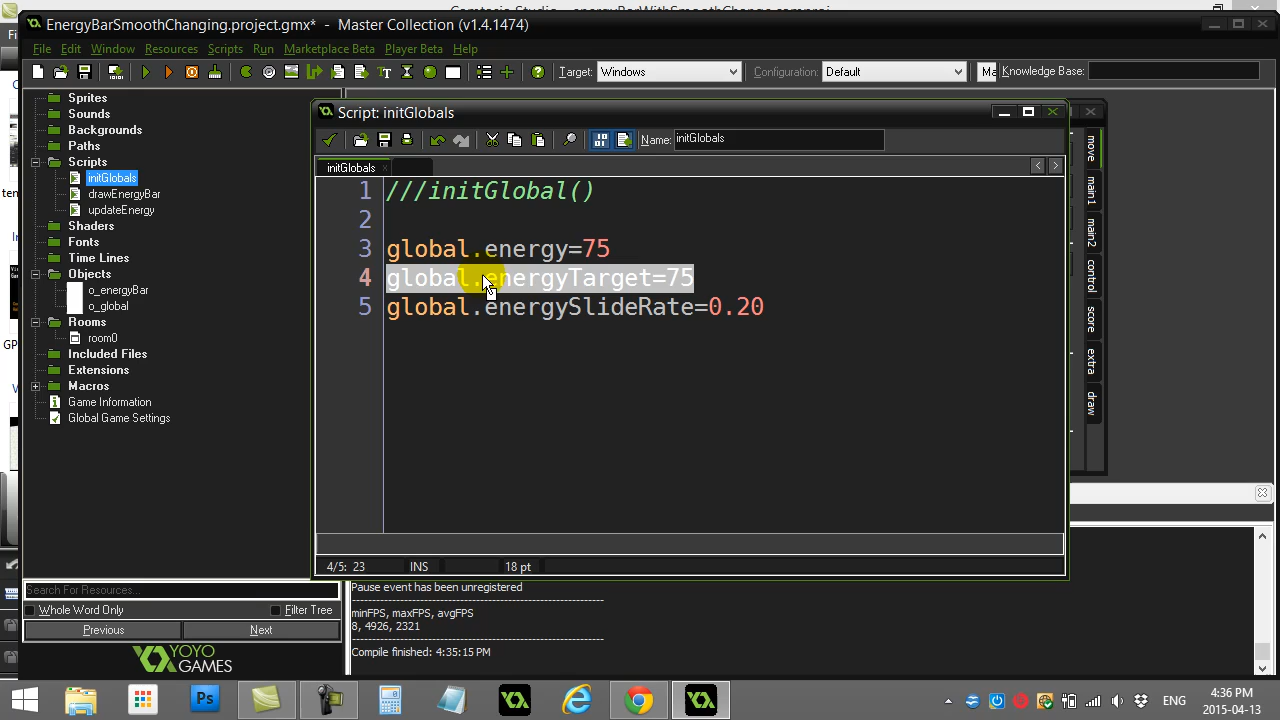 EnergyBarSmoothChanging.project.gmx* - Master Collection (v1.4.1474)
File Edit Window Resources Scripts Run Marketplace Beta Player Beta Help
Target: Windows Configuration: Default Knowledge Base:
Sprites
Sounds
Backgrounds
Paths
Scripts
initGlobals
drawEnergyBar
updateEnergy
Shaders
Fonts
Time Lines
Objects
o_energyBar
o_global
Rooms
room0
Included Files
Extensions
Macros
Game Information
Global Game Settings
Search For Resources...
Whole Word Only Filter Tree
Previous Next
YOYO
GAMES
Script: initGlobals
Name: initGlobals
initGlobals
1 ///initGlobal()
2
3 global.energy=75
4 global.energyTarget=75
5 global.energySlideRate=0.20
4/5: 23 INS 18 pt
move
main1
main2
control
score
extra
draw
Pause event has been unregistered
minFPS, maxFPS, avgFPS
8, 4926, 2321
Compile finished: 4:35:15 PM
Ps
ENG
4:36 PM
2015-04-13